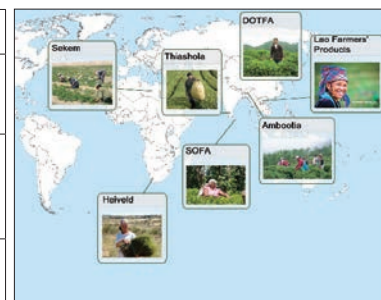 DOTFA
Lao Farmers'
Products
Sekem
Thiashola
Ambootia
SOFA
Heiveld